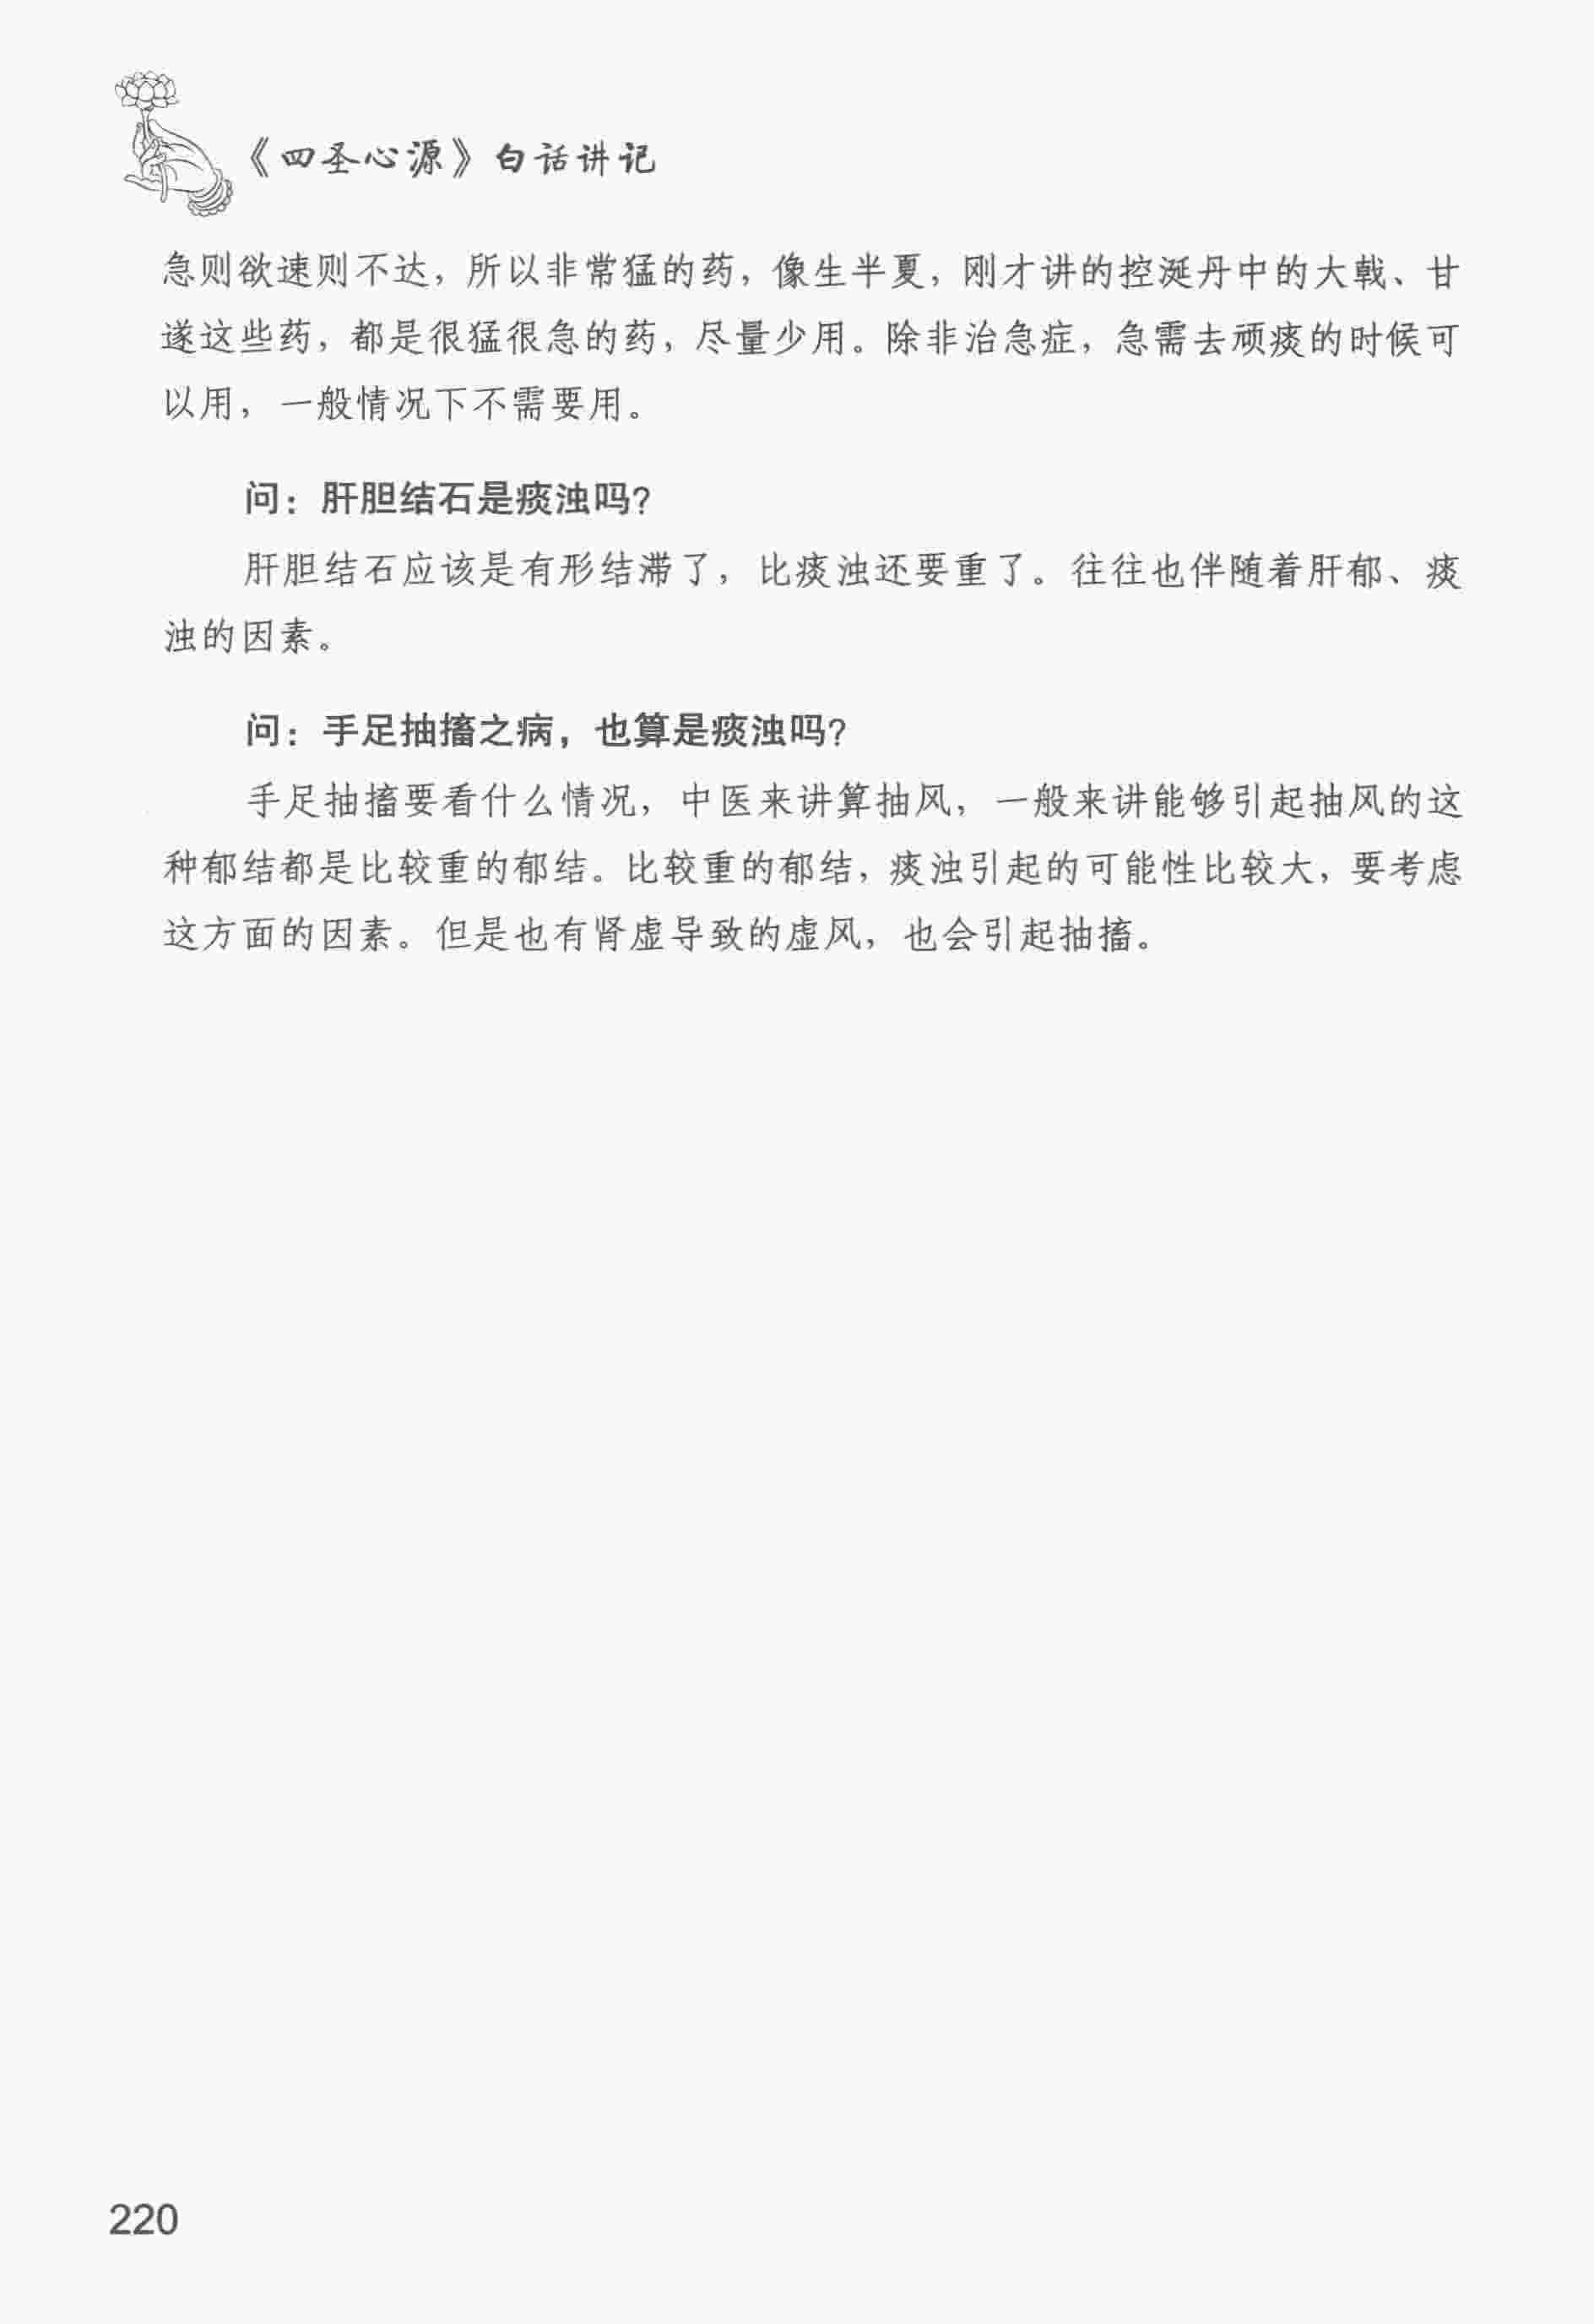 《四圣心源》白话讲记
急则欲速则不达，所以非常猛的药，像生半夏，刚才讲的控涎丹中的大戟、甘
遂这些药，都是很猛很急的药，尽量少用。除非治急症，急需去顽痰的时候可
以用，一般情况下不需要用。
问：肝胆结石是痰浊吗？
肝胆结石应该是有形结滞了，比痰浊还要重了。往往也伴随着肝郁、痰
浊的因素。
问：手足抽搐之病，也算是痰浊吗？
手足抽搐要看什么情况，中医来讲算抽风，一般来讲能够引起抽风的这
种郁结都是比较重的郁结。比较重的郁结，痰浊引起的可能性比较大，要考虑
这方面的因素。但是也有肾虚导致的虚风，也会引起抽搐。
220